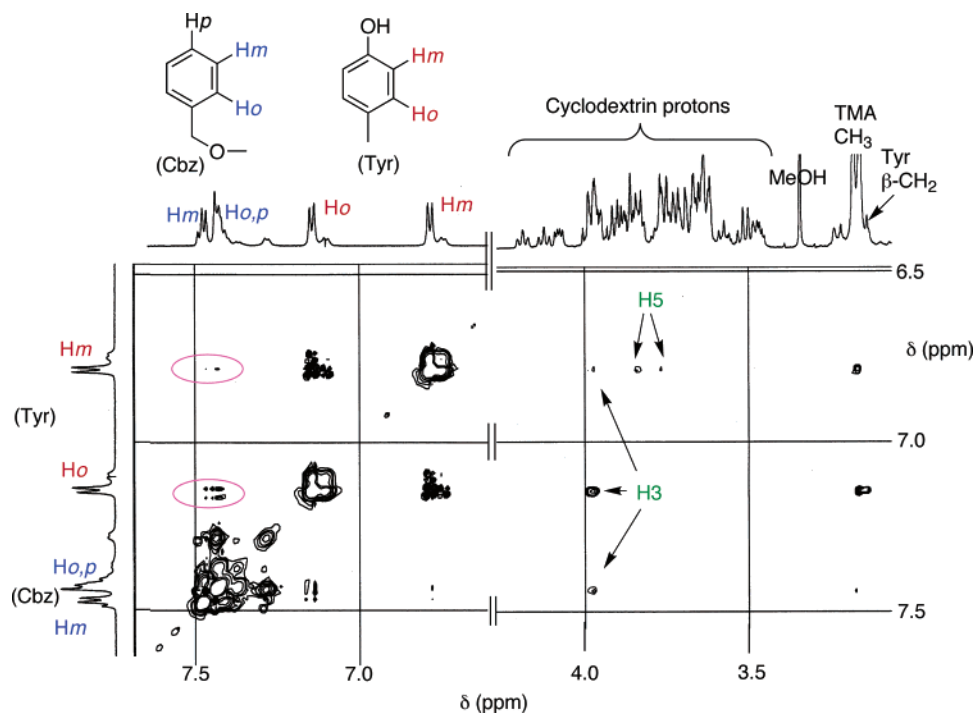 Hp
Hm
Ho
O
(Cbz)
OH
Hm
Ho
(Tyr)
Cyclodextrin protons
TMA
CH3
MeOH
Tyr
β-CH2
Hm
Ho,p
Ho
Hm
6.5
H5
Hm
δ (ppm)
(Tyr)
7.0
Ho
H3
Ho,p
(Cbz)
Hm
7.5
7.5
7.0
4.0
3.5
δ (ppm)
δ (ppm)